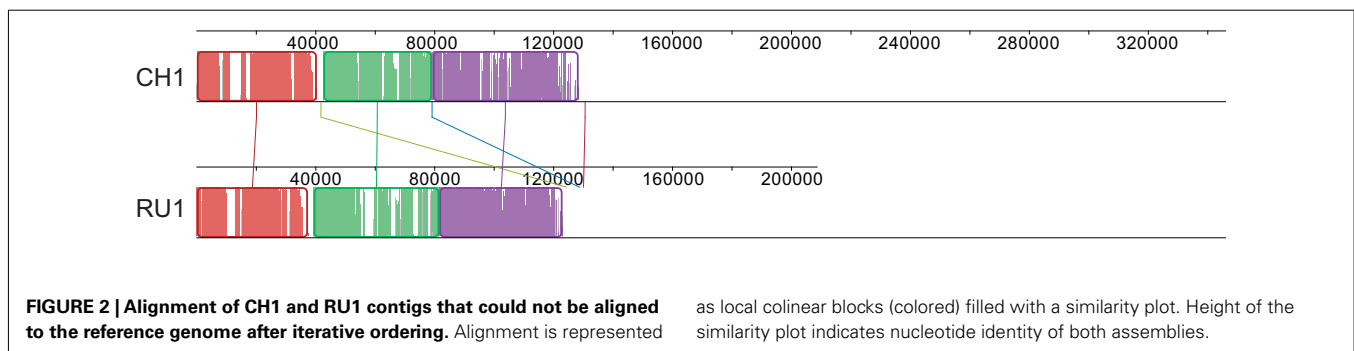 40000 80000 120000 160000 200000 240000 280000 320000
CH1
40000 80000 120000 160000 200000
RU1
FIGURE 2 | Alignment of CH1 and RU1 contigs that could not be aligned
to the reference genome after iterative ordering. Alignment is represented
as local colinear blocks (colored) filled with a similarity plot. Height of the
similarity plot indicates nucleotide identity of both assemblies.